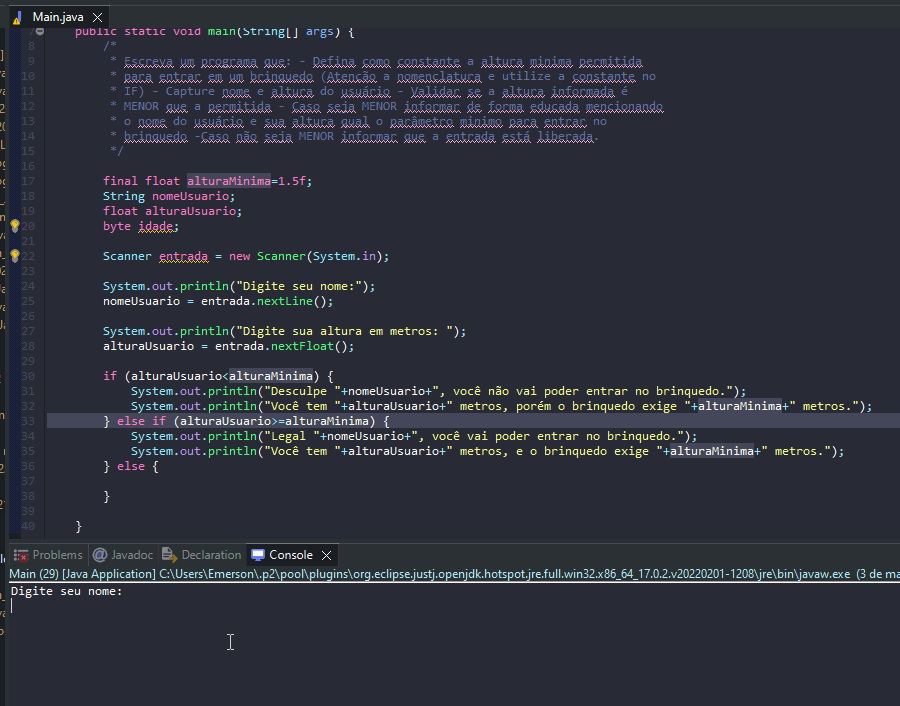 Main.java
7 public static void main(String[] args) {
8 /*
9 * Escreva um programa que: - Defina como constante a altura minima permitida
10 * para entrar em um brinquedo (Atencão a nomenclatura e utilize a constante no
11 * IF) - Capture nome e altura do usuário - Validar se a altura informada é
12 * MENOR que a permitida - Caso seja MENOR informar de forma educada mencionando
13 * o nome do usuário e sua altura qual o parâmetro minimo para entrar no
14 * brinquedo -Caso não seja MENOR informar que a entrada está liberada.
15 */
16
17 final float alturaMinima=1.5f;
18 String nomeUsuario;
19 float alturaUsuario;
20 byte idade;
21
22 Scanner entrada = new Scanner(System.in);
23
24 System.out.println("Digite seu nome:");
25 nomeUsuario = entrada.nextLine();
26
27 System.out.println("Digite sua altura em metros: ");
28 alturaUsuario = entrada.nextFloat();
29
30 if (alturaUsuario<alturaMinima) {
31 System.out.println("Desculpe "+nomeUsuario+", você não vai poder entrar no brinquedo.");
32 System.out.println("Você tem "+alturaUsuario+" metros, porém o brinquedo exige "+alturaMinima+" metros.");
33 } else if (alturaUsuario>=alturaMinima) {
34 System.out.println("Legal "+nomeUsuario+", você vai poder entrar no brinquedo.");
35 System.out.println("Você tem "+alturaUsuario+" metros, e o brinquedo exige "+alturaMinima+" metros.");
36 } else {
37
38 }
39
40 }
Problems Javadoc Declaration Console
Main (29) [Java Application] C:\Users\Emerson\.p2\pool\plugins\org.eclipse.justj.openjdk.hotspot.jre.full.win32.x86_64_17.0.2.v20220201-1208\jre\bin\javaw.exe (3 de ma
Digite seu nome: